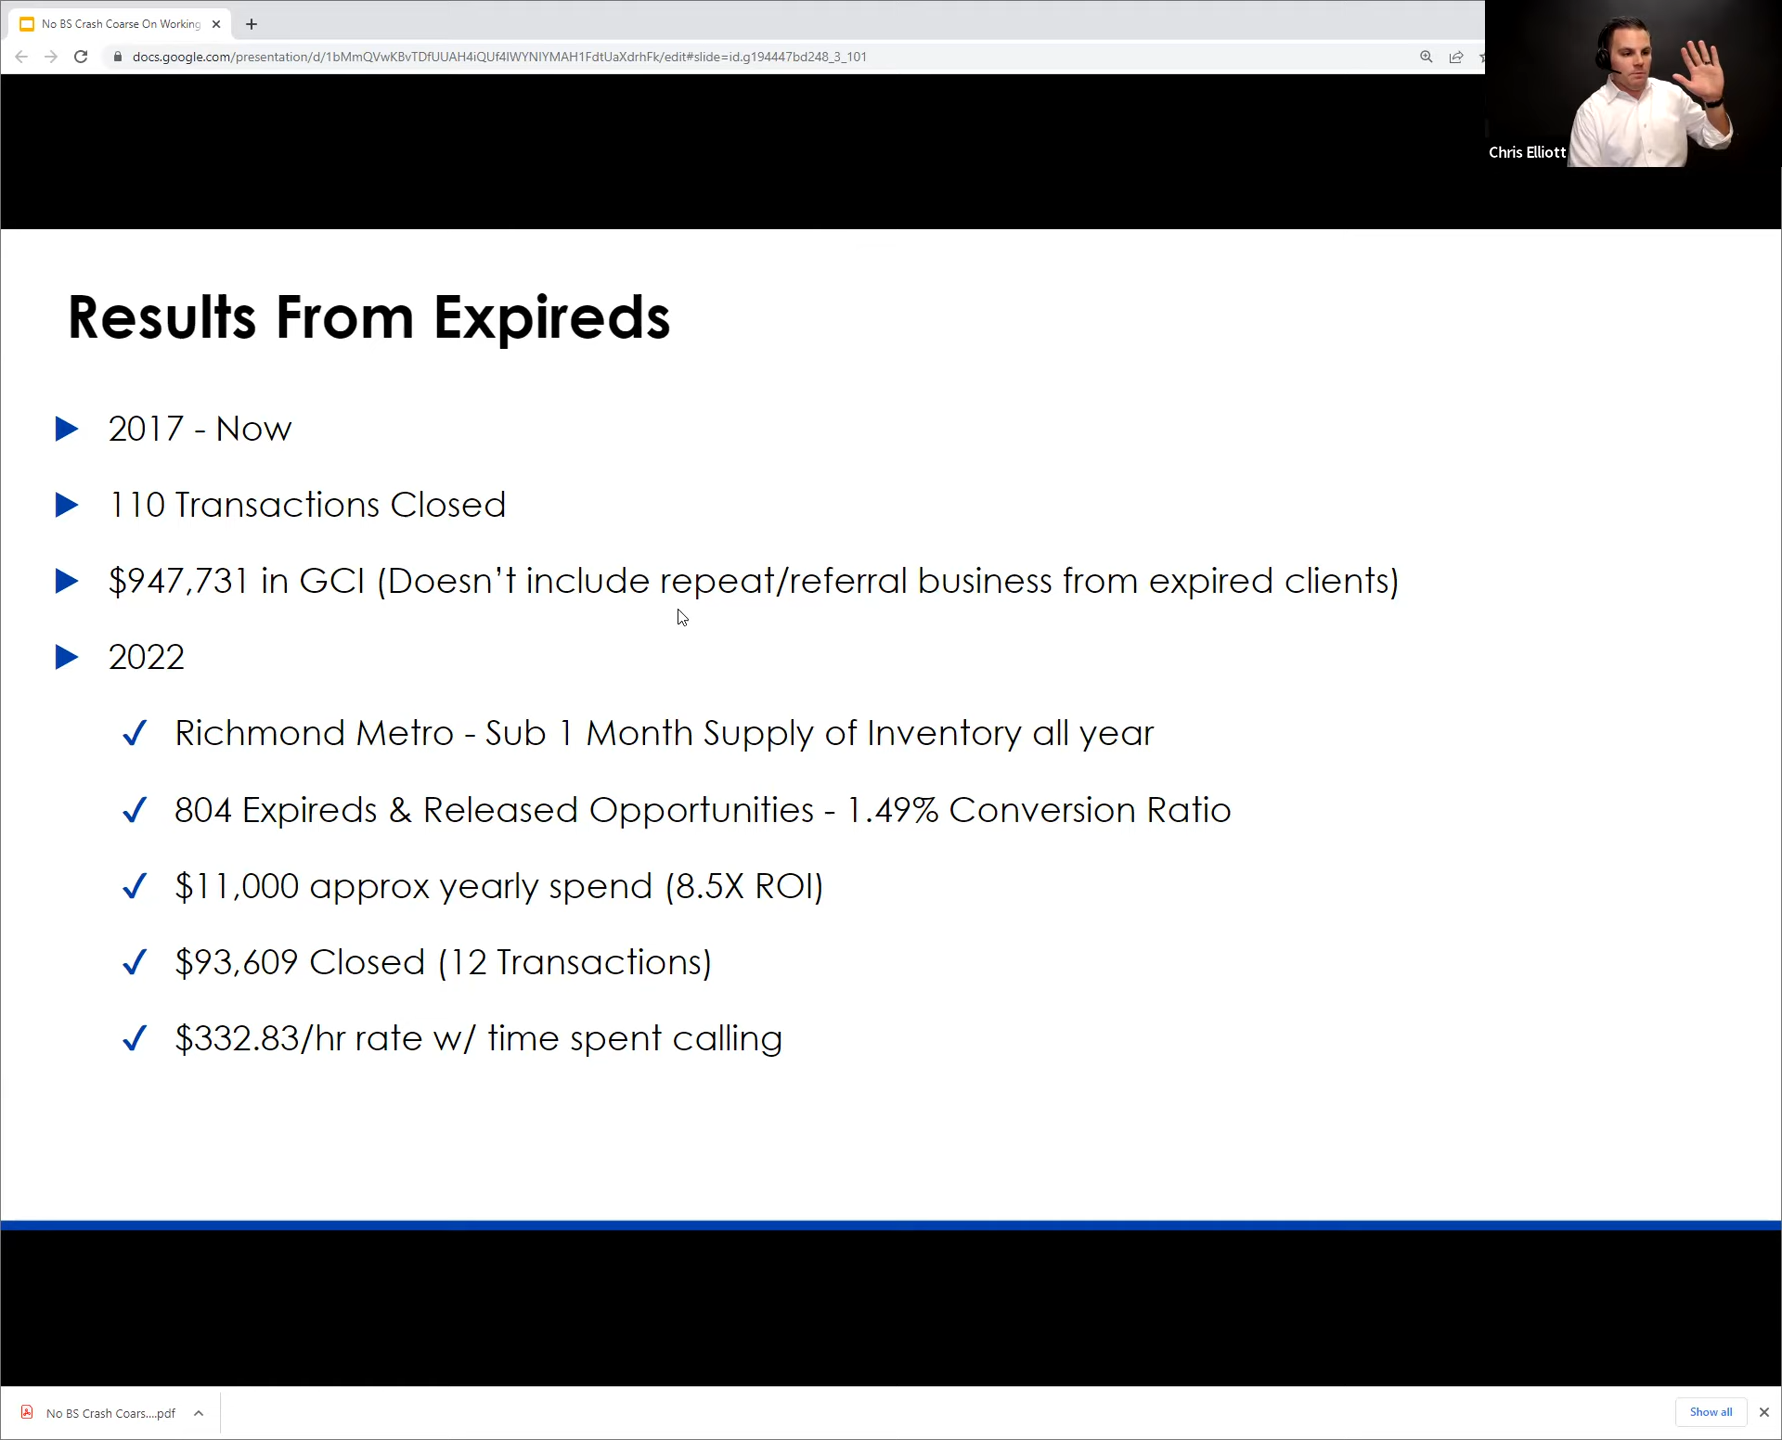 No BS Crash Coarse On Working
docs.google.com/presentation/d/1bMmQVwKBvTDfUUAH4iQUf4IWYNIYMAH1FdtUaXdrhFk/edit#slide=id.g194447bd248_3_101
Chris Elliott
Results From Expireds
2017 - Now
110 Transactions Closed
$947,731 in GCI (Doesn't include repeat/referral business from expired clients)
2022
Richmond Metro - Sub 1 Month Supply of Inventory all year
804 Expireds & Released Opportunities - 1.49% Conversion Ratio
$11,000 approx yearly spend (8.5X ROI)
$93,609 Closed (12 Transactions)
$332.83/hr rate w/ time spent calling
No BS Crash Coars....pdf
Show all